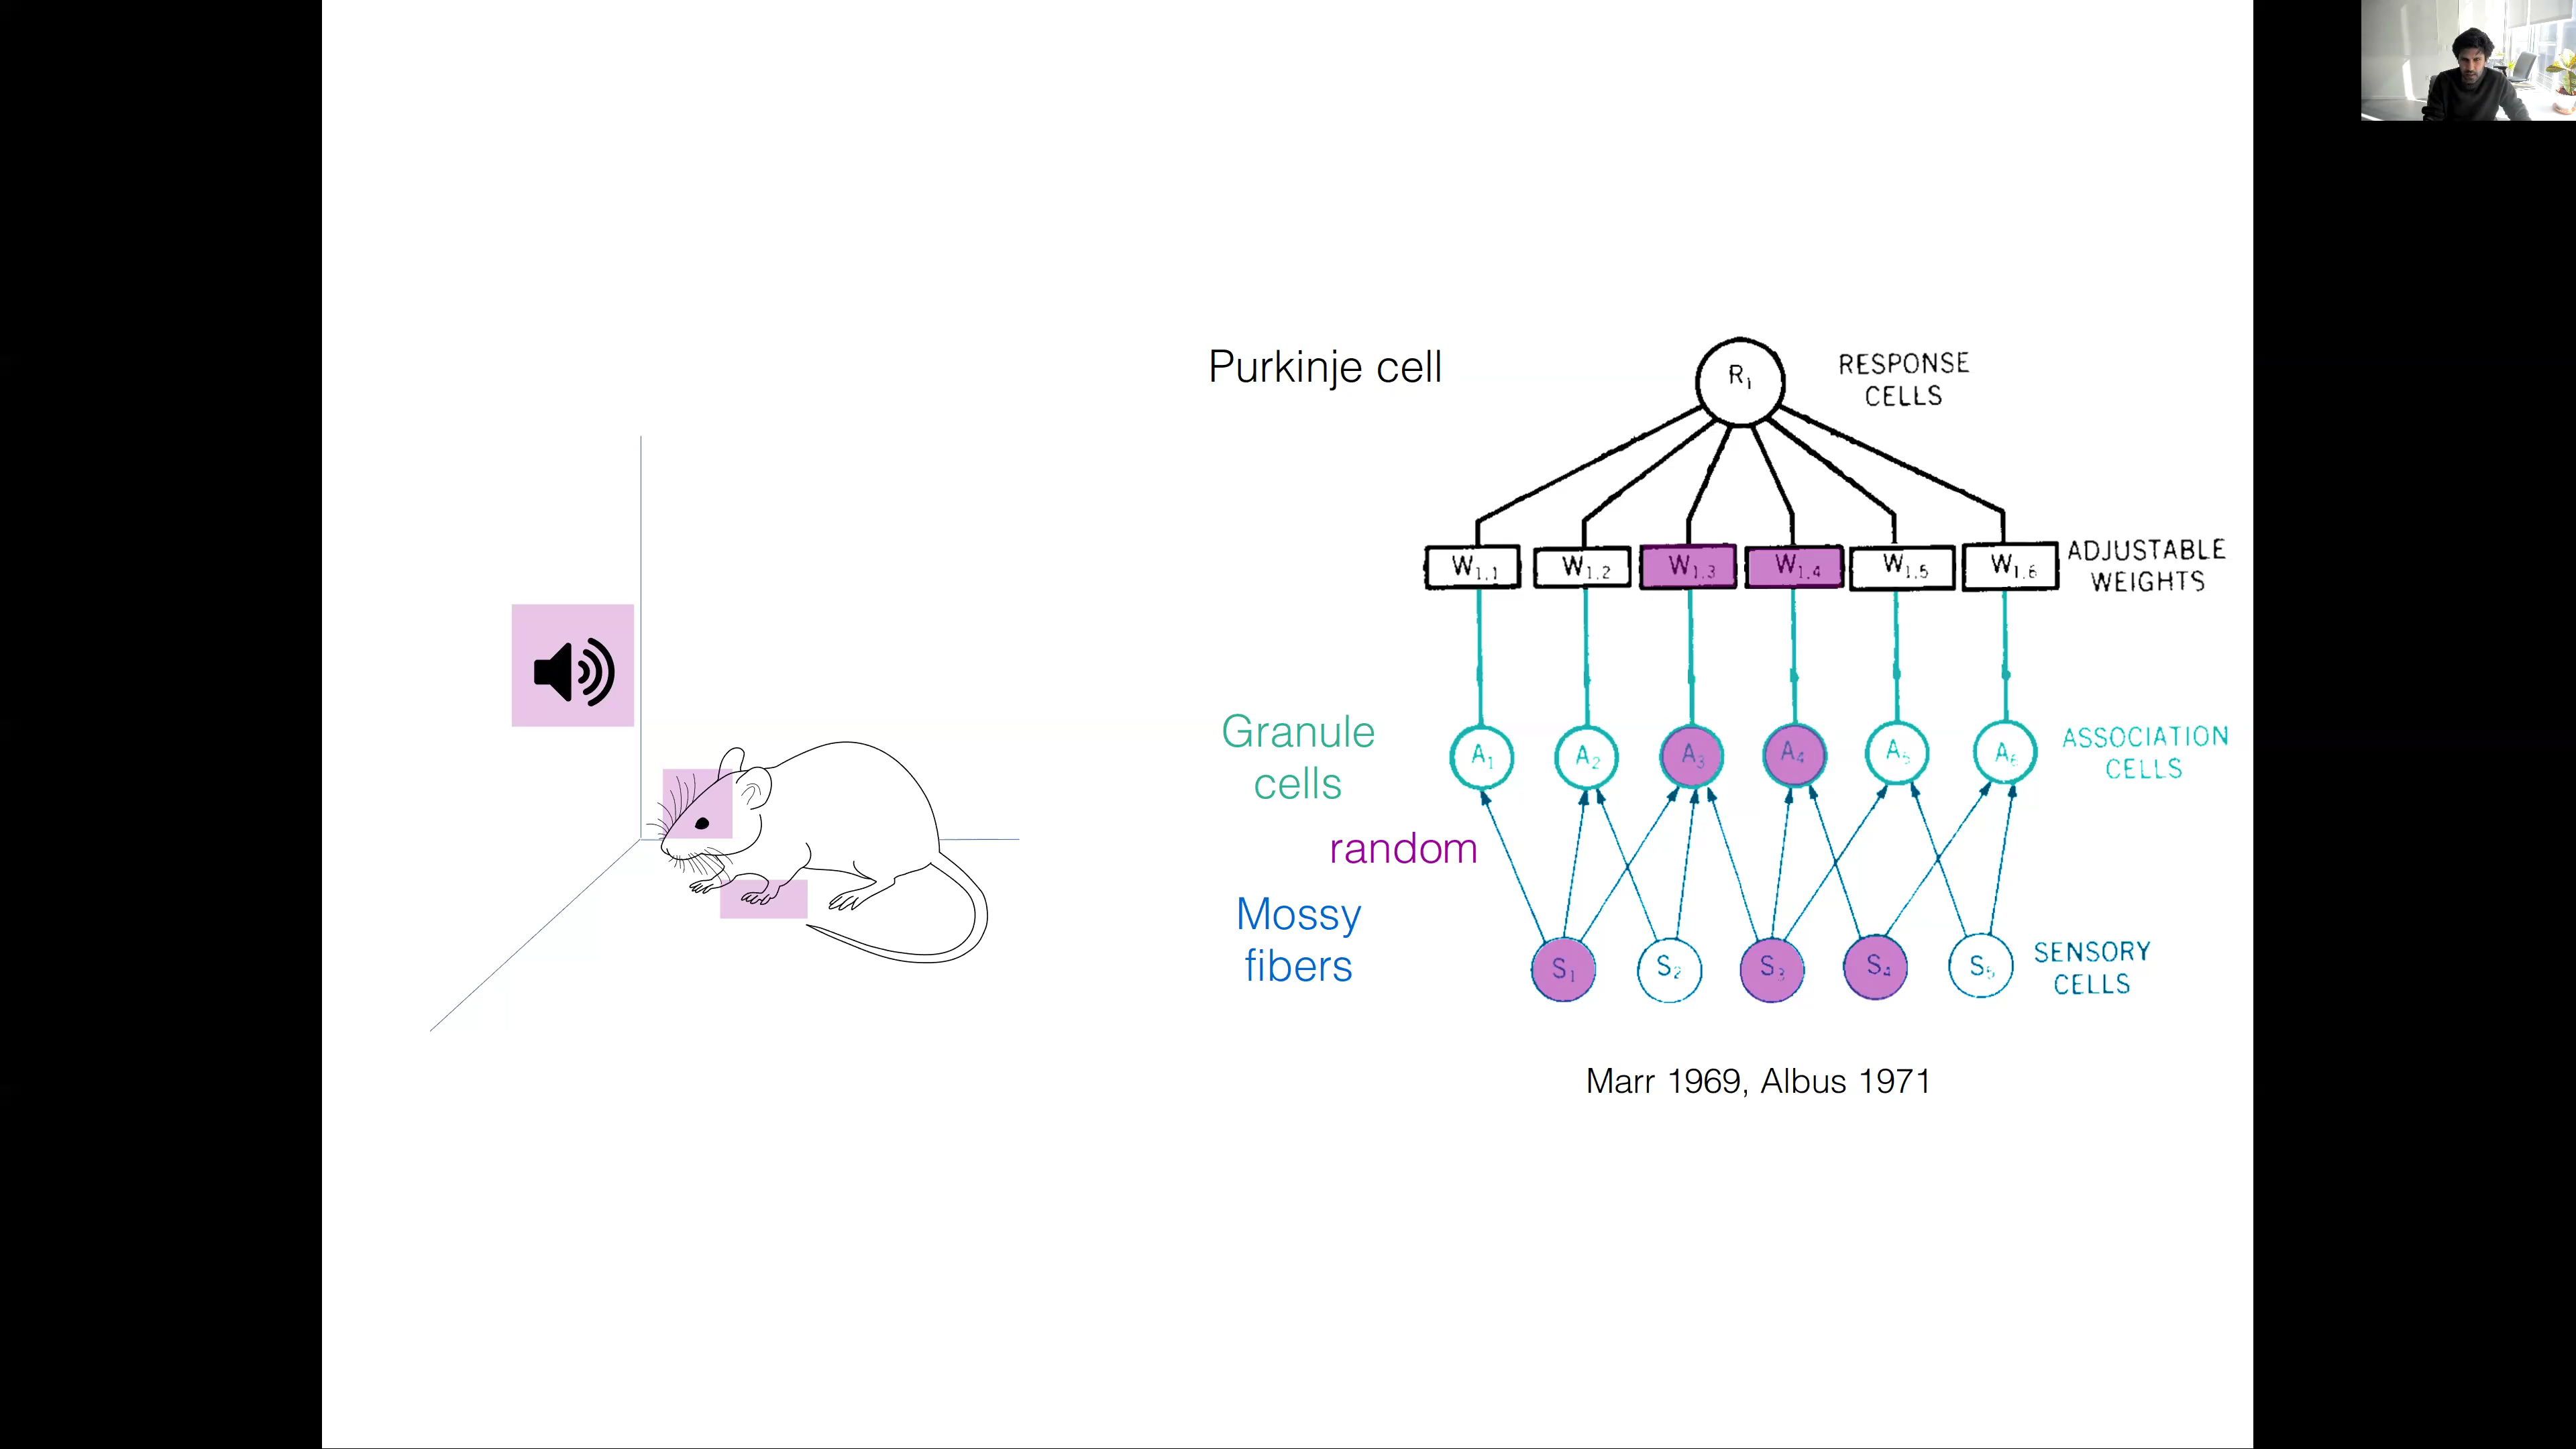 Purkinje cell
R1
RESPONSE
CELLS
W1,1
W1,2
W1,3
W1,4
W1,5
W1,6
ADJUSTABLE
WEIGHTS
Granule
cells
A1
A2
A3
A4
A5
A6
ASSOCIATION
CELLS
random
Mossy
fibers
S1
S2
S3
S4
S5
SENSORY
CELLS
Marr 1969, Albus 1971